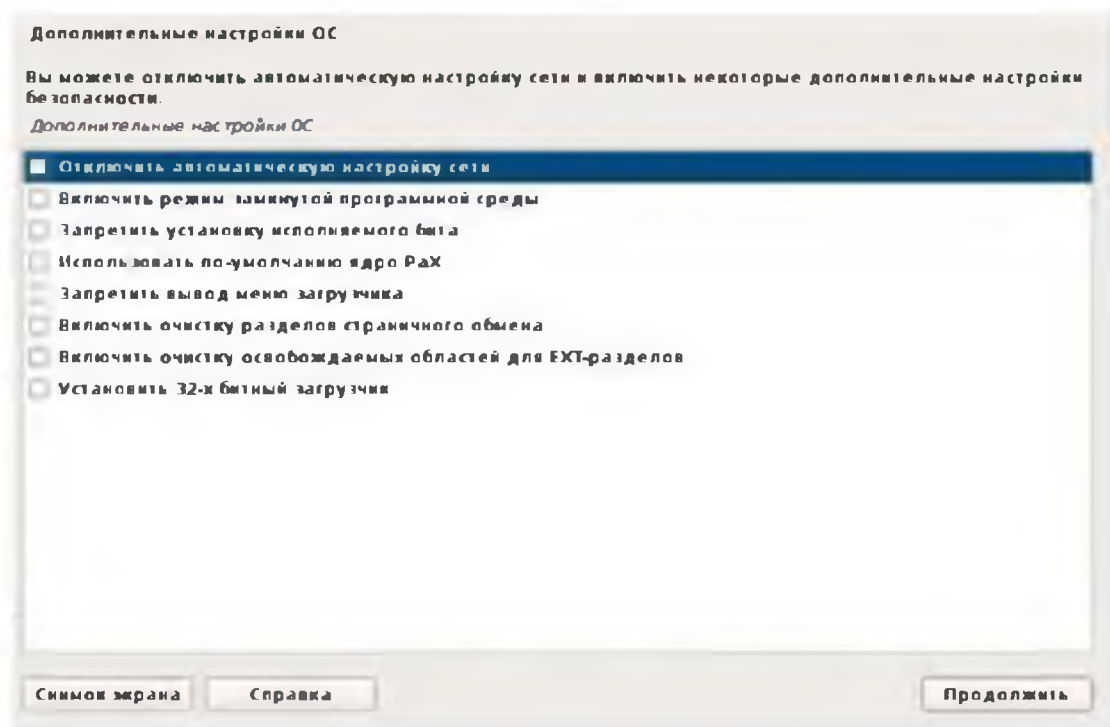 Дополнительные настройки ОС
Вы можете отключить автоматическую настройку сети и включить некоторые дополнительные настройки
безопасности.
Дополнительные настройки ОС
Отключить автоматическую настройку сети
Включить режим замкнутой программной среды
Запретить установку исполняемого бита
Использовать по-умолчанию ядро PaX
Запретить вывод меню загрузчика
Включить очистку разделов страничного обмена
Включить очистку освобождаемых областей для EXT-разделов
Установить 32-х битный загрузчик
Снимок экрана
Справка
Продолжить